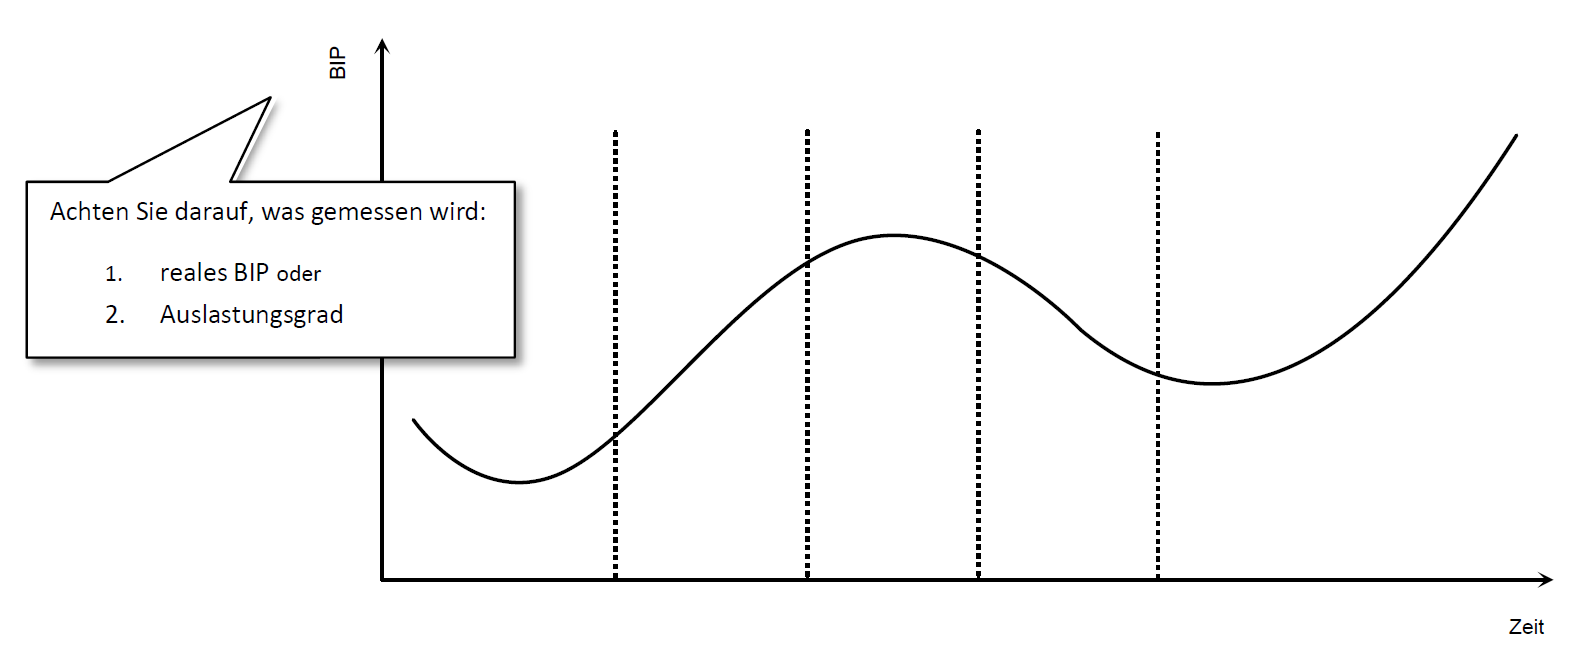 BIP
Achten Sie darauf, was gemessen wird:
1. reales BIP oder
2. Auslastungsgrad
Zeit